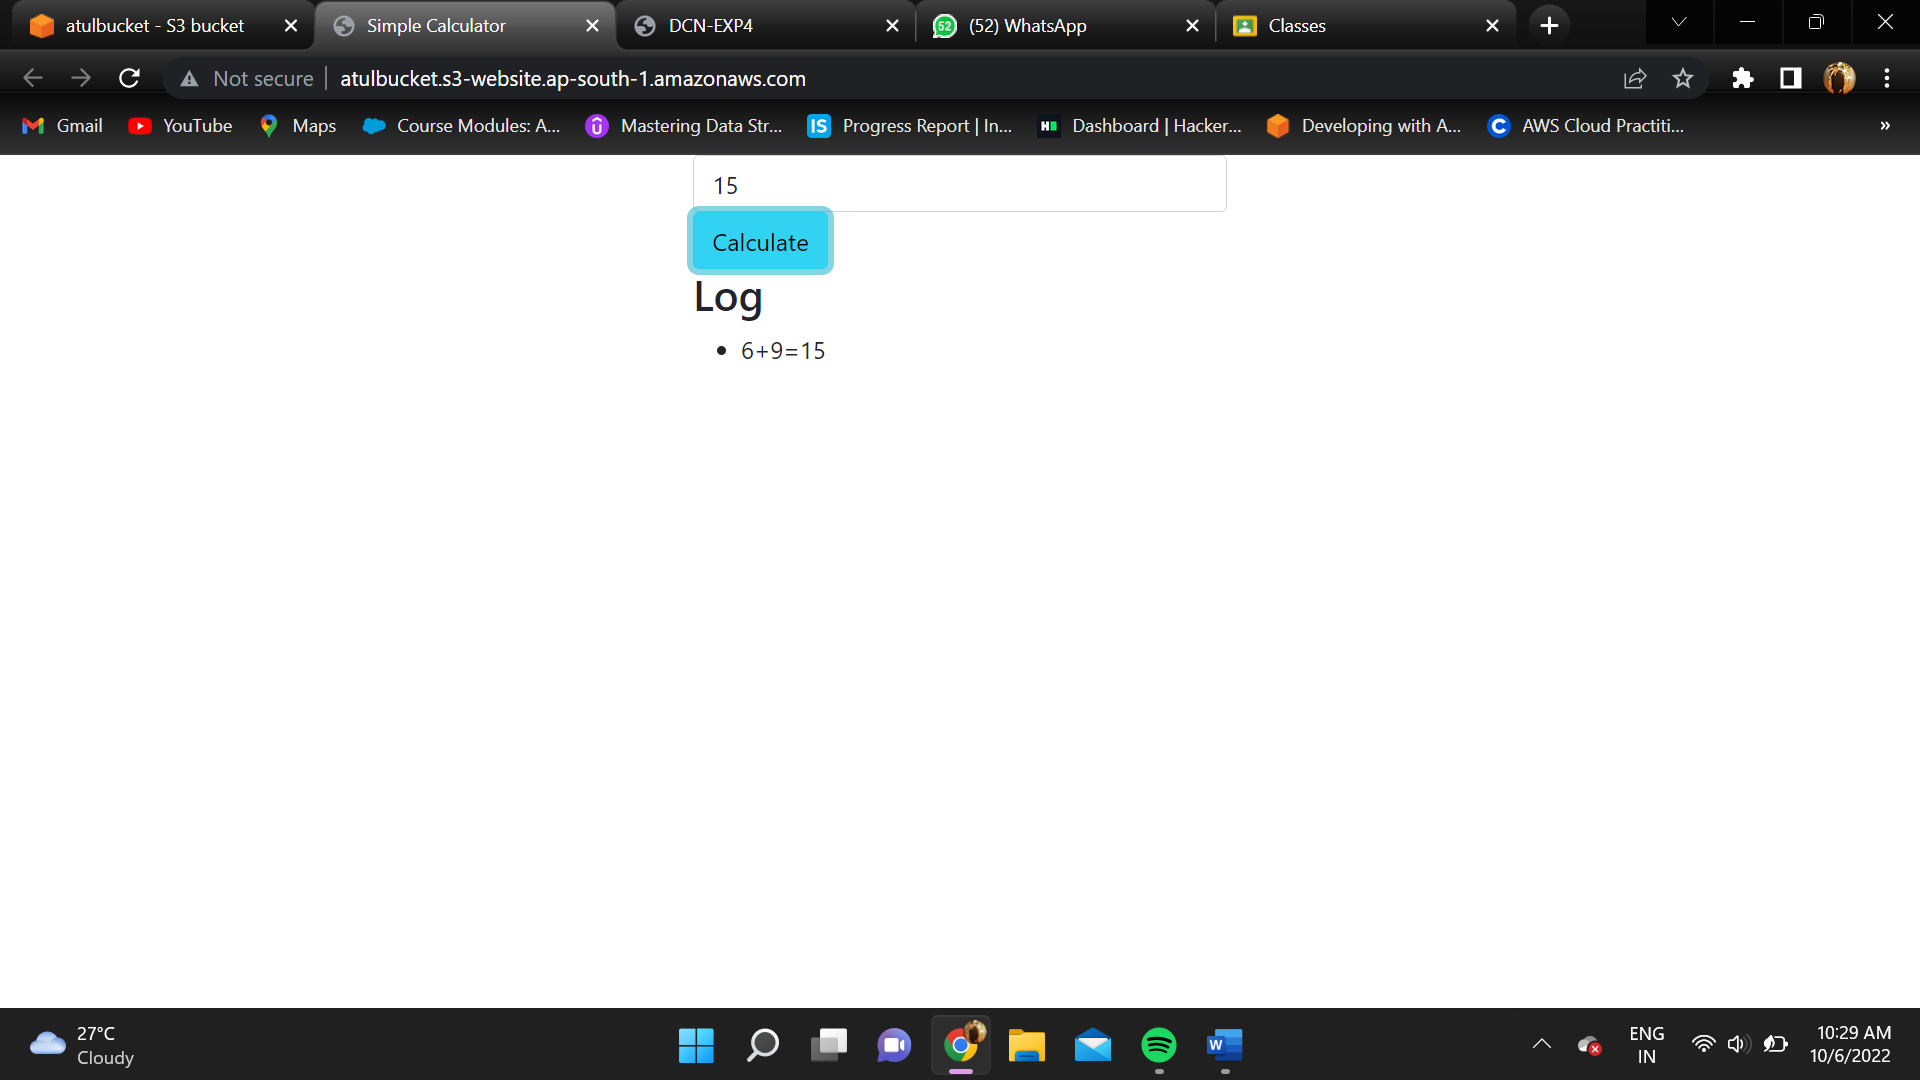 atulbucket - S3 bucket
Simple Calculator
DCN-EXP4
52
(52) WhatsApp
Classes
Not secure
atulbucket.s3-website.ap-south-1.amazonaws.com
Gmail
YouTube
Maps
Course Modules: A...
Mastering Data Str...
IS
Progress Report | In...
Dashboard | Hacker...
Developing with A...
C
AWS Cloud Practiti...
»
15
Calculate
Log
• 6+9=15
27°C
Cloudy
W
ENG
IN
10:29 AM
10/6/2022